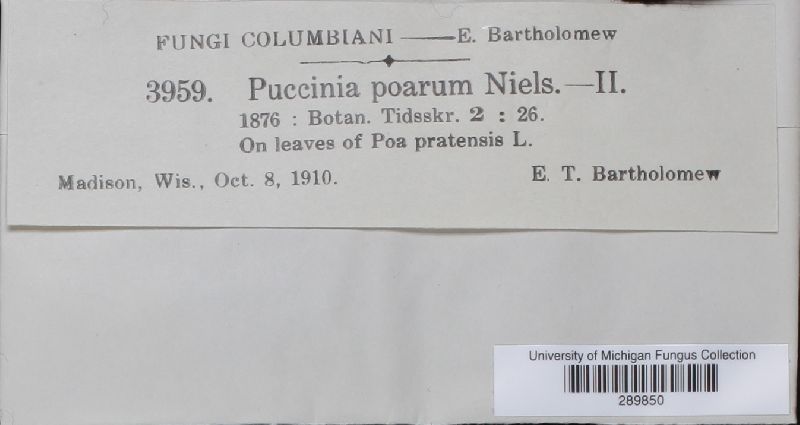 FUNGI COLUMBIANI —— E. Bartholomew
3959. Puccinia poarum Niels.—II.
1876 : Botan. Tidsskr. 2 : 26.
On leaves of Poa pratensis L.
Madison, Wis., Oct. 8, 1910. E. T. Bartholomew
University of Michigan Fungus Collection
289850